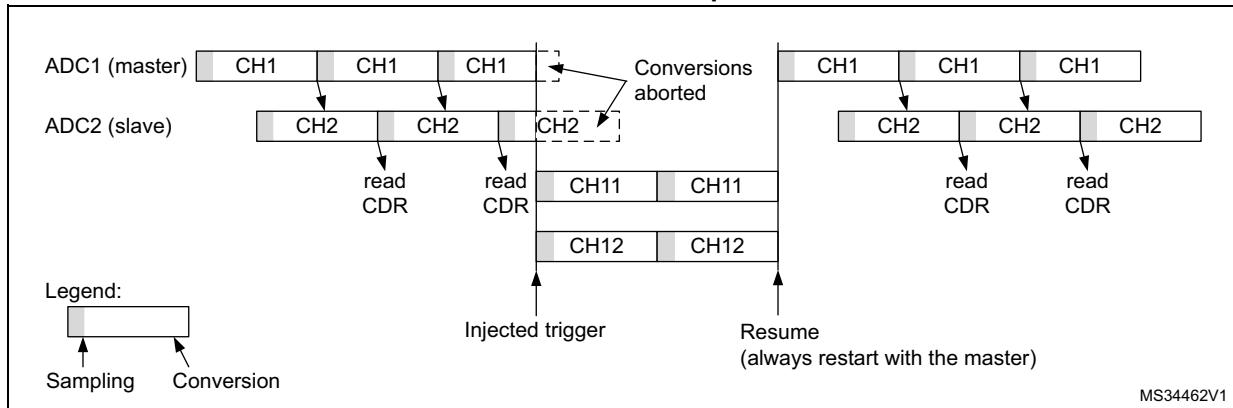 ADC1 (master) CH1 CH1 CH1 Conversions aborted CH1 CH1 CH1
ADC2 (slave) CH2 CH2 CH2 CH2 CH2 CH2
read CDR read CDR read CDR read CDR
CH11 CH11
CH12 CH12
Legend:
Sampling Conversion
Injected trigger
Resume
(always restart with the master)
MS34462V1